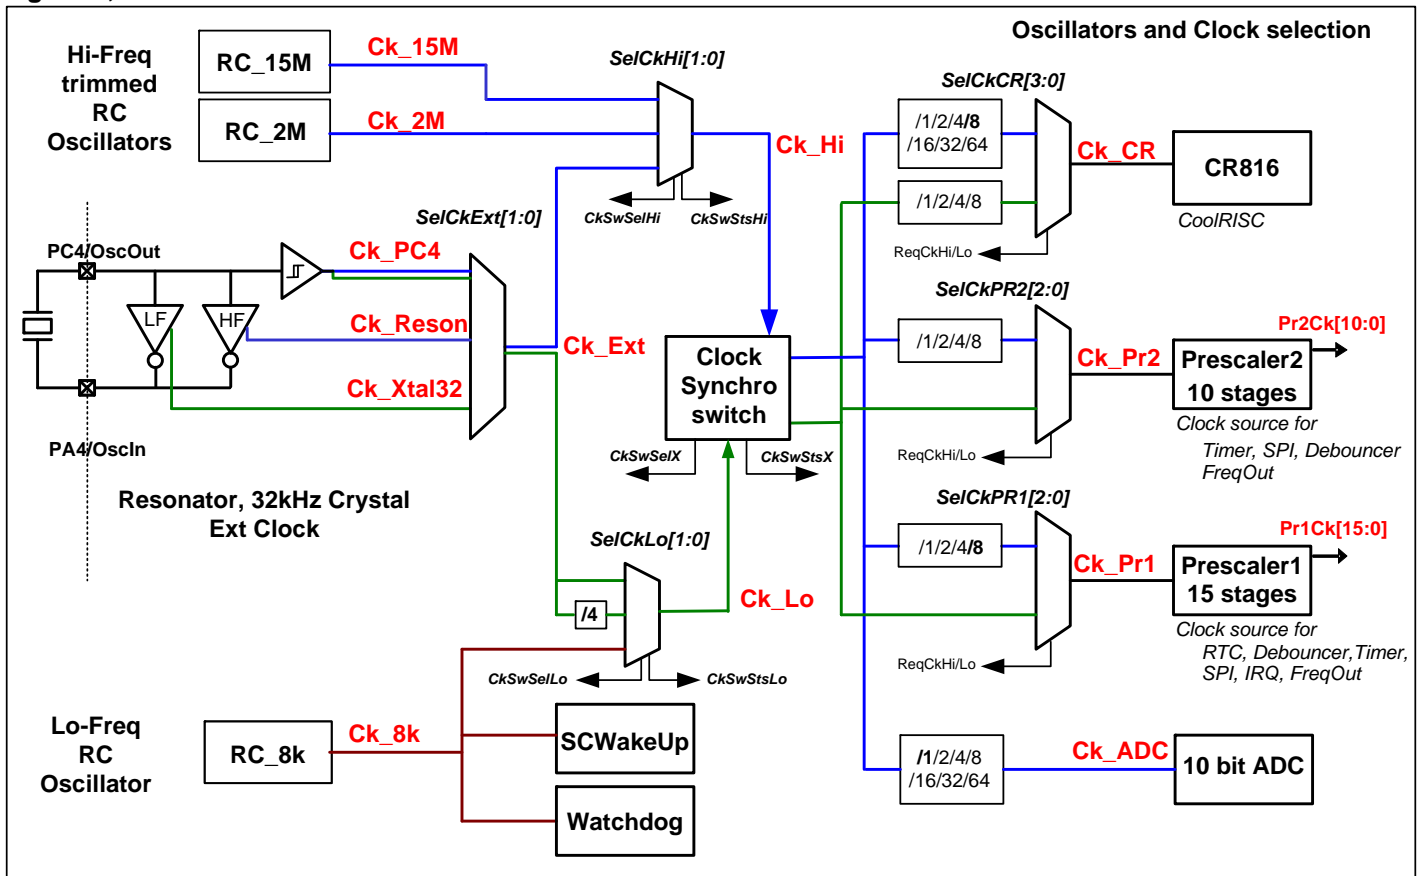 Oscillators and Clock selection
Hi-Freq
trimmed
RC
Oscillators
RC_15M
Ck_15M
RC_2M
Ck_2M
SelCkHi[1:0]
Ck_Hi
CkSwSelHi
CkSwStsHi
SelCkCR[3:0]
/1/2/4/8
/16/32/64
/1/2/4/8
Ck_CR
CR816
CoolRISC
ReqCkHi/Lo
PC4/OscOut
SelCkExt[1:0]
Ck_PC4
LF
HF
Ck_Reson
Ck_Xtal32
Ck_Ext
PA4/OscIn
Resonator, 32kHz Crystal
Ext Clock
Clock
Synchro
switch
CkSwSelX
CkSwStsX
SelCkPR2[2:0]
/1/2/4/8
Ck_Pr2
Pr2Ck[10:0]
Prescaler2
10 stages
Clock source for
Timer, SPI, Debouncer
FreqOut
ReqCkHi/Lo
SelCkPR1[2:0]
/1/2/4/8
Ck_Pr1
Pr1Ck[15:0]
Prescaler1
15 stages
Clock source for
RTC, Debouncer,Timer,
SPI, IRQ, FreqOut
ReqCkHi/Lo
SelCkLo[1:0]
/4
Ck_Lo
CkSwSelLo
CkSwStsLo
Lo-Freq
RC
Oscillator
RC_8k
Ck_8k
SCWakeUp
Watchdog
/1/2/4/8
/16/32/64
Ck_ADC
10 bit ADC